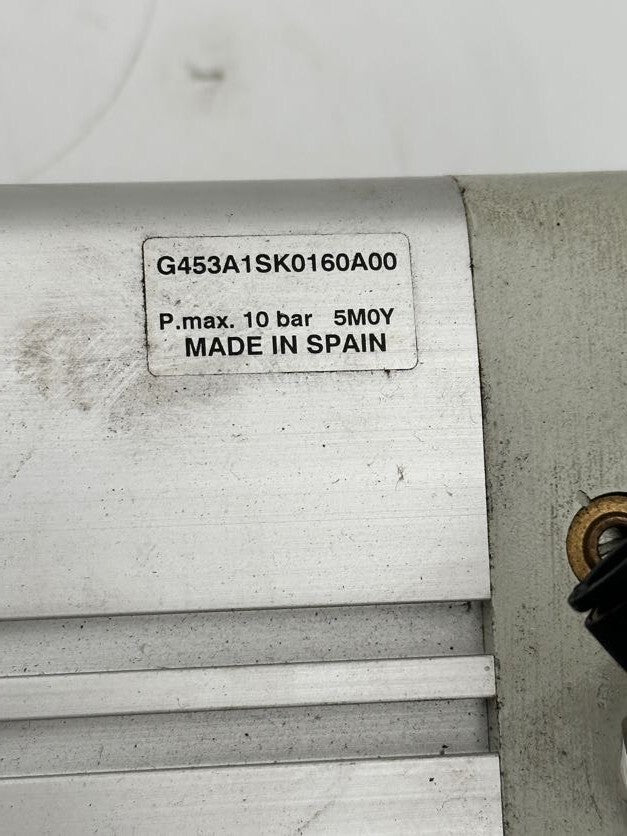 G453A1SK0160A00
P.max. 10 bar 5M0Y
MADE IN SPAIN